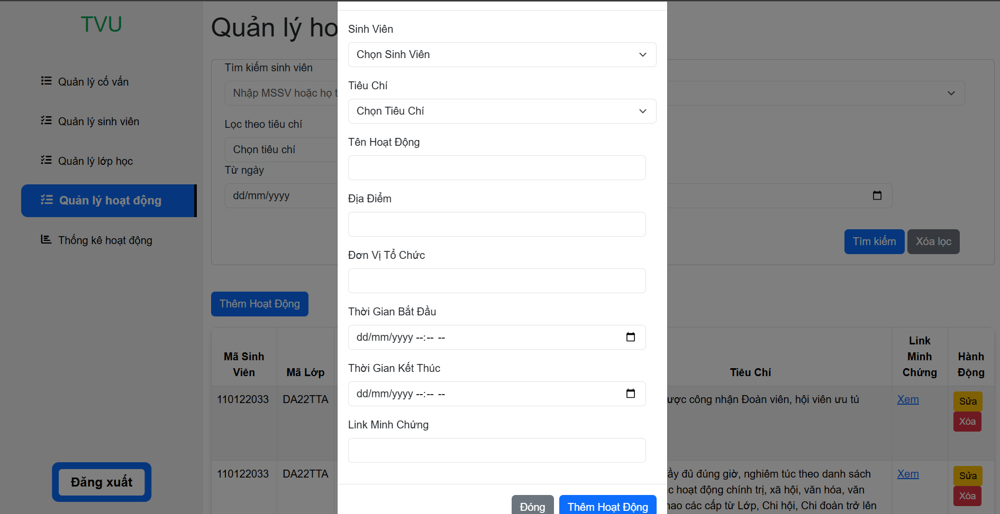 TVU
Quản lý cố vấn
Quản lý sinh viên
Quản lý lớp học
Quản lý hoạt động
Thống kê hoạt động
Đăng xuất
Quản lý ho
Tìm kiếm sinh viên
Nhập MSSV hoặc họ t
Lọc theo tiêu chí
Chọn tiêu chí
Từ ngày
dd/mm/yyyy
Tìm kiếm Xóa lọc
Thêm Hoạt Động
Mã Sinh Viên
Mã Lớp
Tiêu Chí
Link Minh Chứng
Hành Động
110122033 DA22TTA
ược công nhận Đoàn viên, hội viên ưu tú
Xem
Sửa
Xóa
110122033 DA22TTA
ầy đủ đúng giờ, nghiêm túc theo danh sách
c hoạt động chính trị, xã hội, văn hóa, văn
hao các cấp từ Lớp, Chi hội, Chi đoàn trở lên
Xem
Sửa
Xóa
Sinh Viên
Chọn Sinh Viên
Tiêu Chí
Chọn Tiêu Chí
Tên Hoạt Động
Địa Điểm
Đơn Vị Tổ Chức
Thời Gian Bắt Đầu
dd/mm/yyyy --:-- --
Thời Gian Kết Thúc
dd/mm/yyyy --:-- --
Link Minh Chứng
Đóng Thêm Hoạt Động